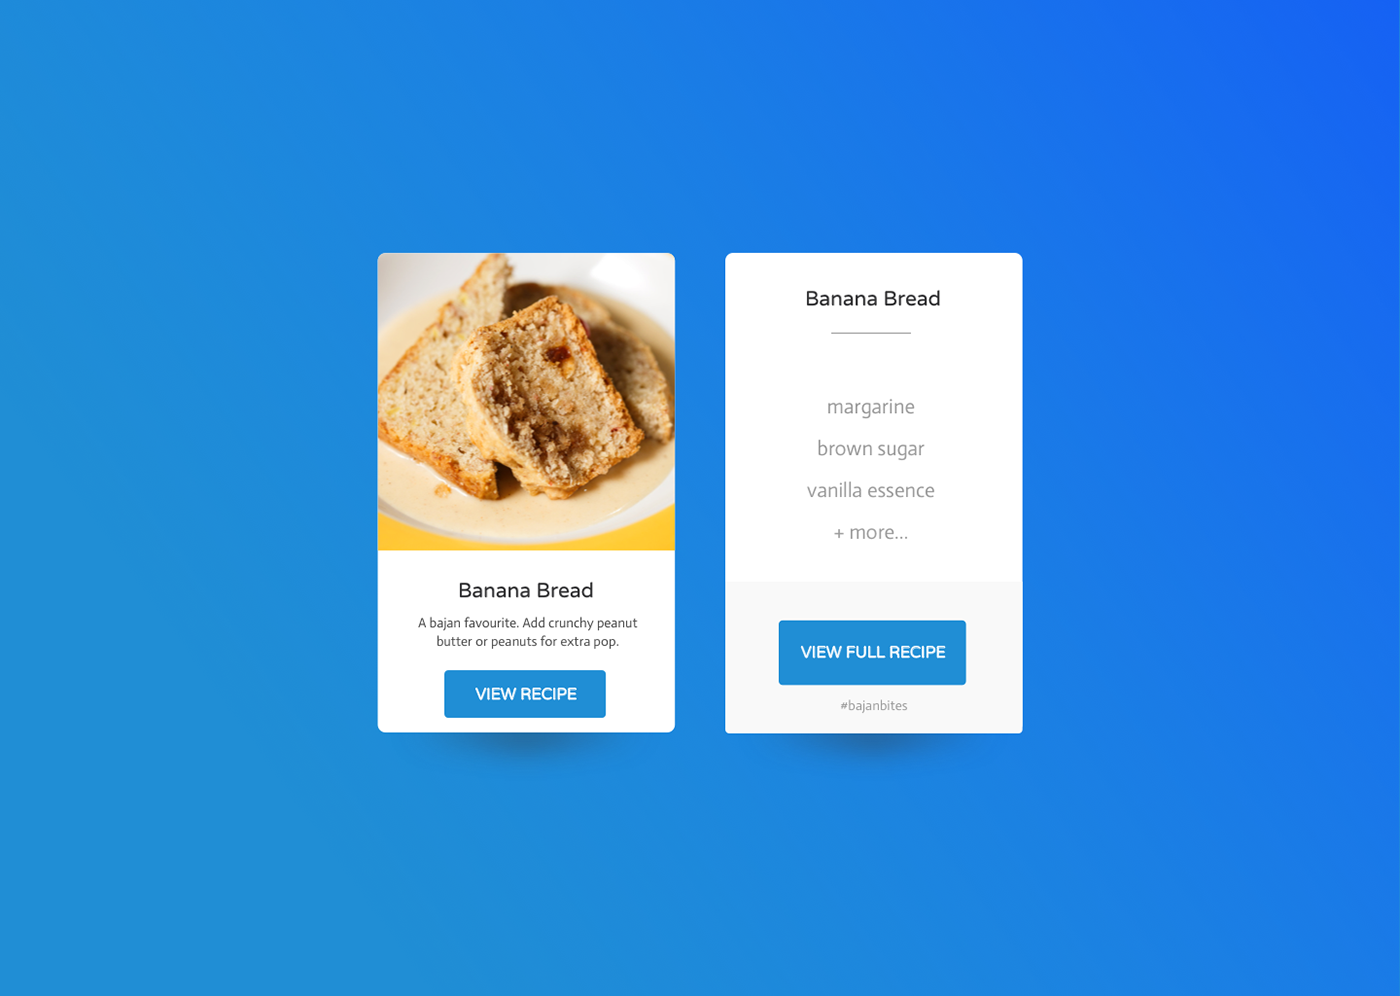 Banana Bread
A bajan favourite. Add crunchy peanut
butter or peanuts for extra pop.
VIEW RECIPE
Banana Bread
margarine
brown sugar
vanilla essence
+ more...
VIEW FULL RECIPE
#bajanbites